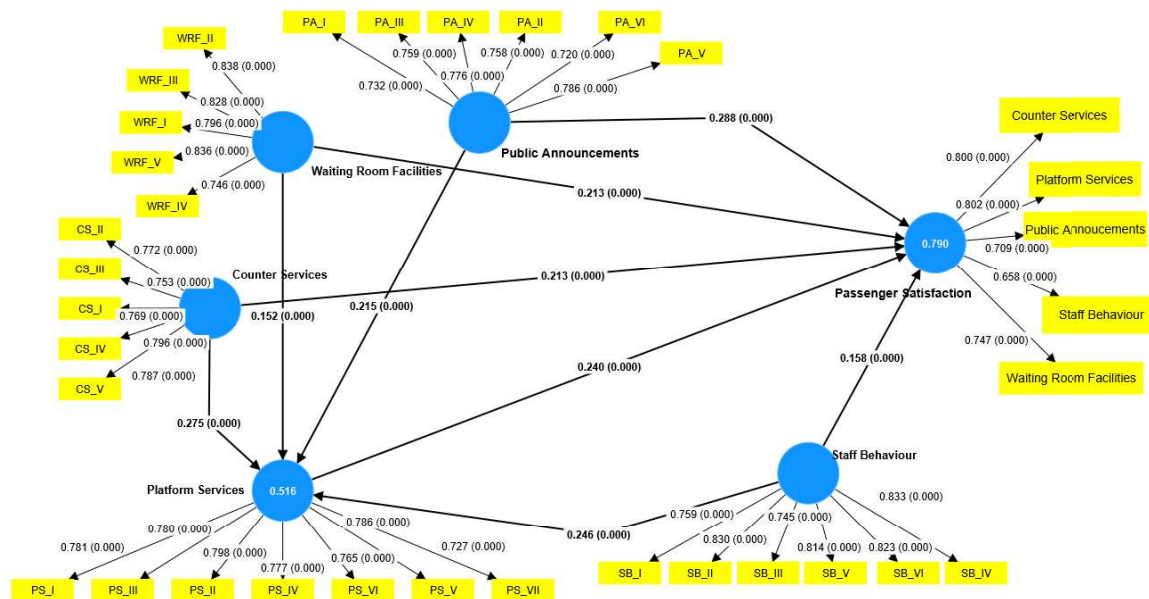 PA_I
PA_III
PA_IV
PA_II
PA_VI
PA_V
0.732 (0.000)
0.759 (0.000)
0.776 (0.000)
0.758 (0.000)
0.720 (0.000)
0.786 (0.000)
Public Announcements
WRF_II
WRF_III
WRF_I
WRF_V
WRF_IV
0.838 (0.000)
0.828 (0.000)
0.796 (0.000)
0.836 (0.000)
0.746 (0.000)
Waiting Room Facilities
CS_II
CS_III
CS_I
CS_IV
CS_V
0.772 (0.000)
0.753 (0.000)
0.769 (0.000)
0.796 (0.000)
0.787 (0.000)
Counter Services
0.288 (0.000)
0.213 (0.000)
0.213 (0.000)
0.152 (0.000)
0.215 (0.000)
0.240 (0.000)
0.158 (0.000)
0.275 (0.000)
0.246 (0.000)
0.790
Passenger Satisfaction
Counter Services
Platform Services
Public Annoucements
Staff Behaviour
Waiting Room Facilities
0.800 (0.000)
0.802 (0.000)
0.709 (0.000)
0.658 (0.000)
0.747 (0.000)
Platform Services
0.516
0.781 (0.000)
0.780 (0.000)
0.798 (0.000)
0.777 (0.000)
0.765 (0.000)
0.786 (0.000)
0.727 (0.000)
PS_I
PS_III
PS_II
PS_IV
PS_VI
PS_V
PS_VII
Staff Behaviour
0.759 (0.000)
0.830 (0.000)
0.745 (0.000)
0.814 (0.000)
0.823 (0.000)
0.833 (0.000)
SB_I
SB_II
SB_III
SB_V
SB_VI
SB_IV